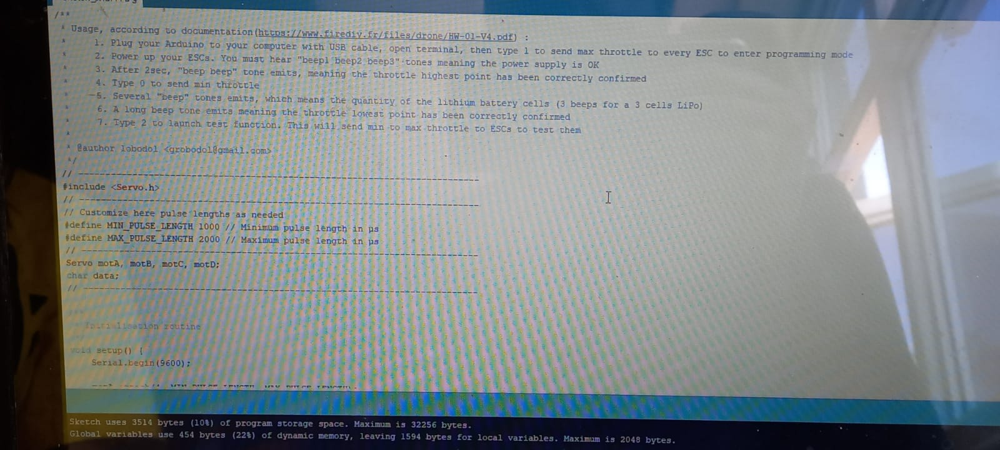 /**
* Usage, according to documentation(https://www.firediy.fr/files/drone/HW-01-V4.pdf) :
* 1. Plug your Arduino to your computer with USB cable, open terminal, then type 1 to send max throttle to every ESC to enter programming mode
* 2. Power up your ESCs. You must hear "beep1 beep2 beep3" tones meaning the power supply is OK
* 3. After 2sec, "beep beep" tone emits, meaning the throttle highest point has been correctly confirmed
* 4. Type 0 to send min throttle
* 5. Several "beep" tones emits, which means the quantity of the lithium battery cells (3 beeps for a 3 cells LiPo)
* 6. A long beep tone emits meaning the throttle lowest point has been correctly confirmed
* 7. Type 2 to launch test function. This will send min to max throttle to ESCs to test them
*
* @author lobodol <grobodol@gmail.com>
*/
// ---------------------------------------------------------------------------
#include <Servo.h>
// ---------------------------------------------------------------------------
// Customize here pulse lengths as needed
#define MIN_PULSE_LENGTH 1000 // Minimum pulse length in µs
#define MAX_PULSE_LENGTH 2000 // Maximum pulse length in µs
// ---------------------------------------------------------------------------
Servo motA, motB, motC, motD;
char data;
// ---------------------------------------------------------------------------
Initialisation routine
void setup() {
Serial.begin(9600);
Sketch uses 3514 bytes (10%) of program storage space. Maximum is 32256 bytes.
Global variables use 454 bytes (22%) of dynamic memory, leaving 1594 bytes for local variables. Maximum is 2048 bytes.